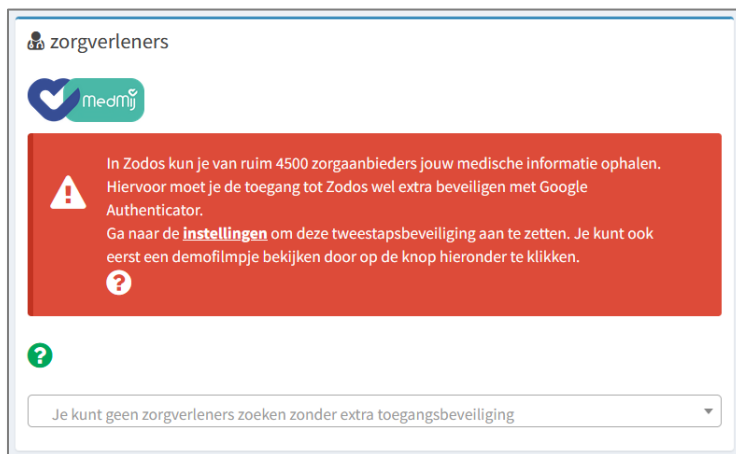 zorgverleners
medmij
In Zodos kun je van ruim 4500 zorgaanbieders jouw medische informatie ophalen.
Hiervoor moet je de toegang tot Zodos wel extra beveiligen met Google
Authenticator.
Ga naar de instellingen om deze tweestapsbeveiliging aan te zetten. Je kunt ook
eerst een demofilmpje bekijken door op de knop hieronder te klikken.
?
?
Je kunt geen zorgverleners zoeken zonder extra toegangsbeveiliging